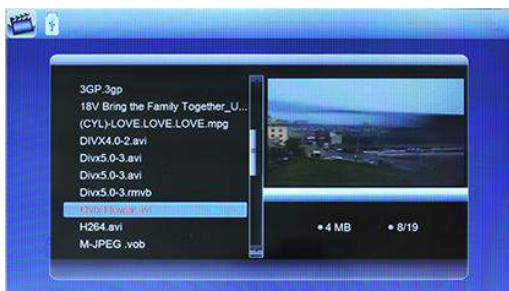 3GP.3gp
18V Bring the Family Together_U...
(CYL)-LOVE.LOVE.LOVE.mpg
DIVX4.0-2.avi
Divx5.0-3.avi
Divx5.0-3.avi
Divx5.0-3.rmvb
H264.avi
M-JPEG .vob
4 MB
8/19